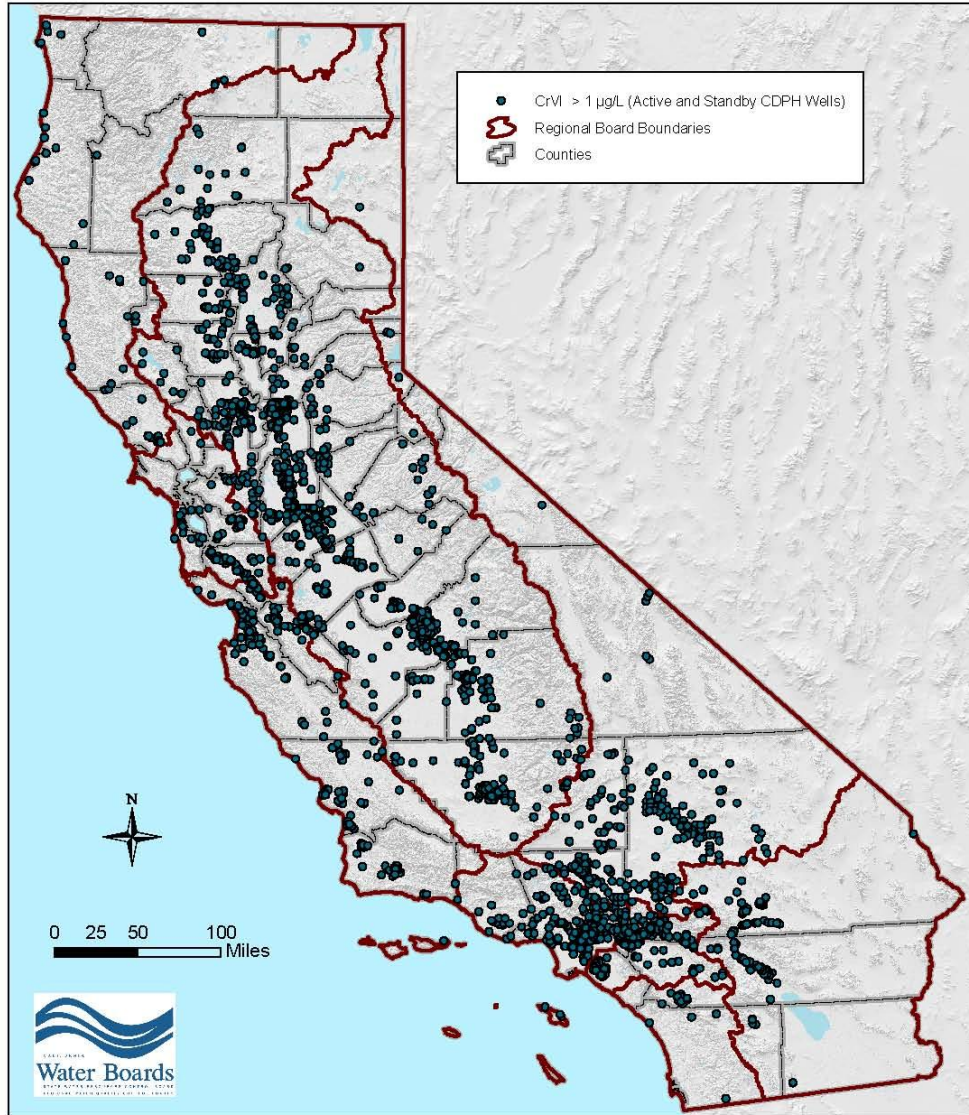 CrVI > 1 µg/L (Active and Standby CDPH Wells)
Regional Board Boundaries
Counties
N
0 25 50 100
Miles
CALIFORNIA
Water Boards